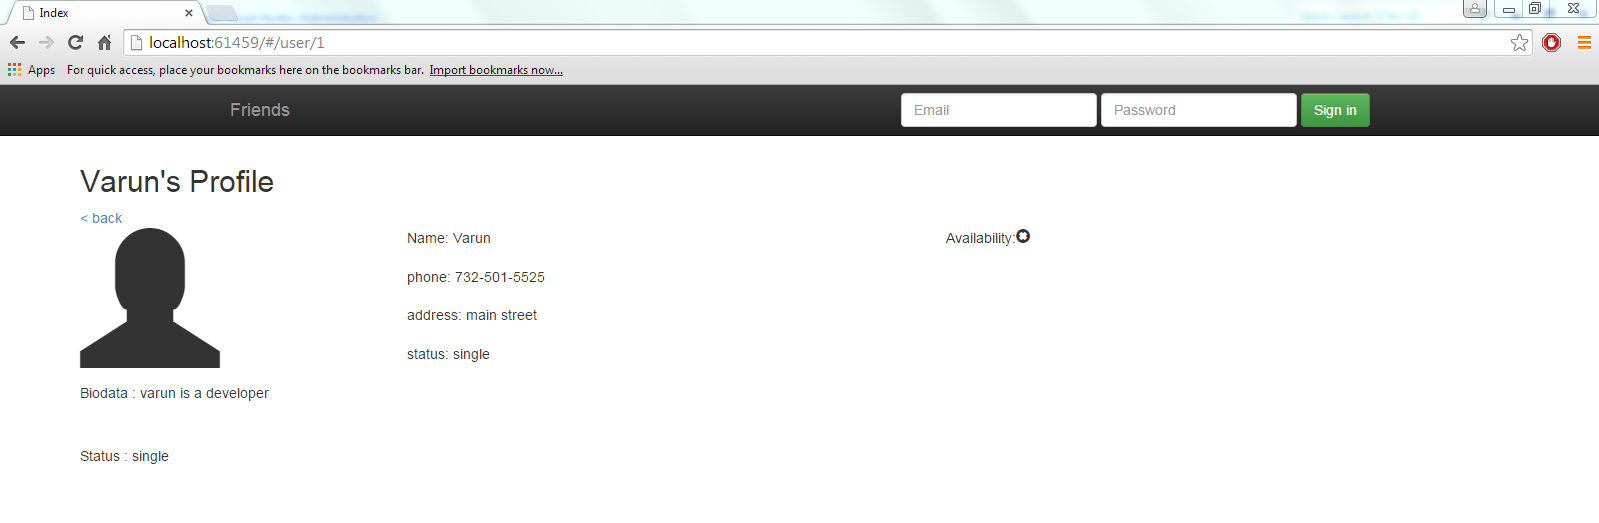 Index
localhost:61459/#/user/1
Apps For quick access, place your bookmarks here on the bookmarks bar. Import bookmarks now...
Friends Email Password Sign in
Varun's Profile
< back
Name: Varun Availability:
phone: 732-501-5525
address: main street
status: single
Biodata : varun is a developer
Status : single